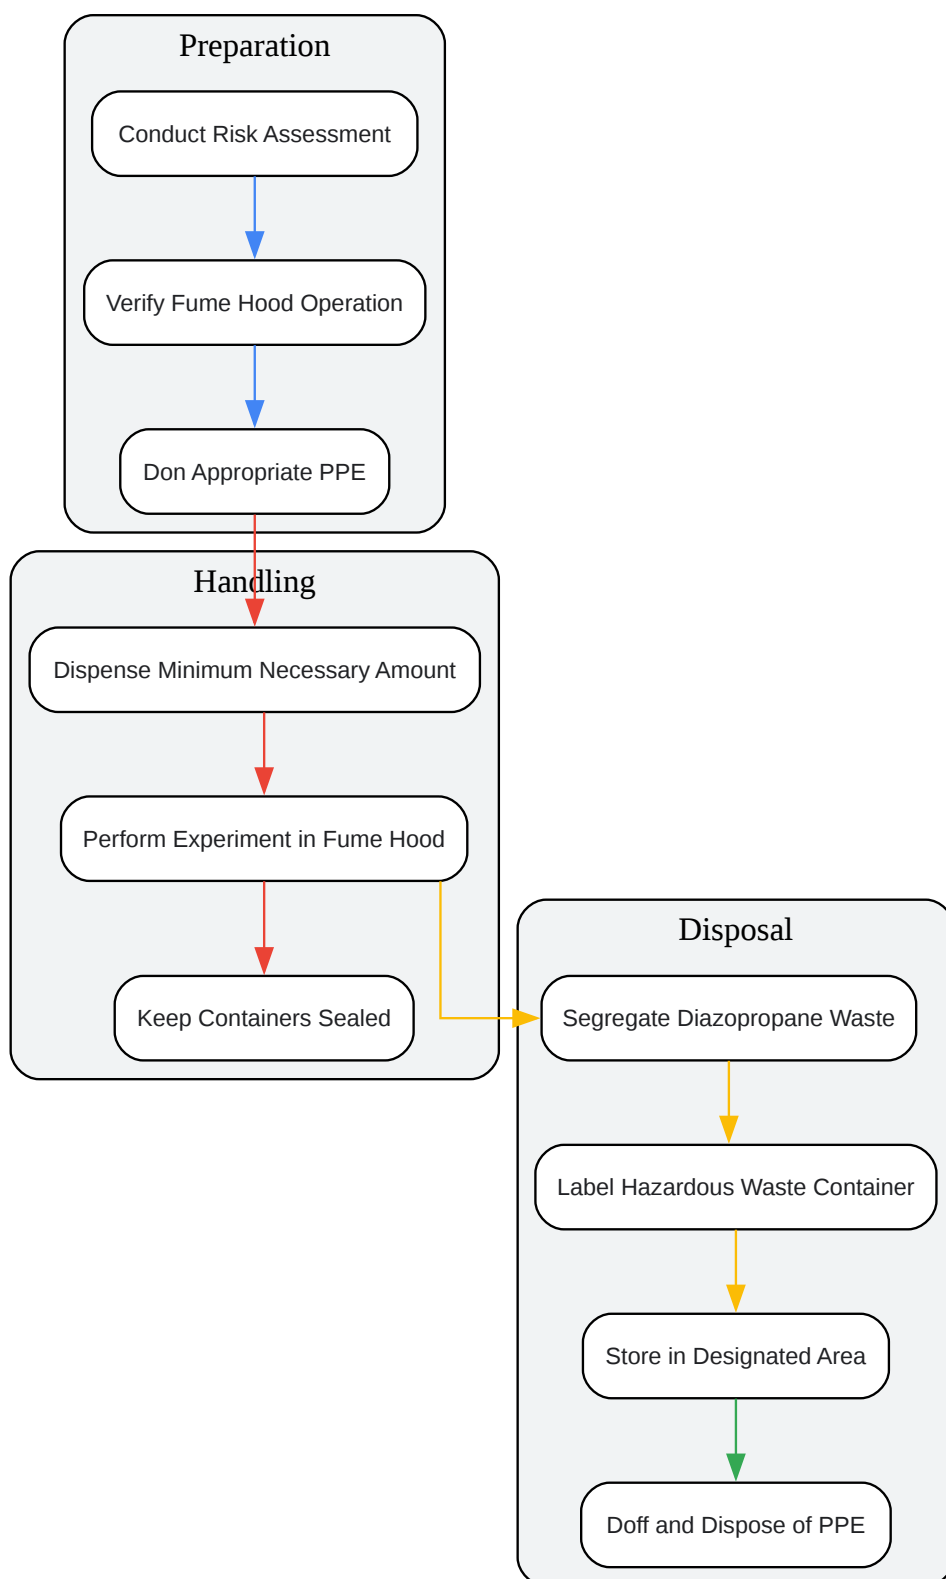 Preparation
Conduct Risk Assessment
Verify Fume Hood Operation
Don Appropriate PPE
Handling
Dispense Minimum Necessary Amount
Perform Experiment in Fume Hood
Keep Containers Sealed
Disposal
Segregate Diazopropane Waste
Label Hazardous Waste Container
Store in Designated Area
Doff and Dispose of PPE